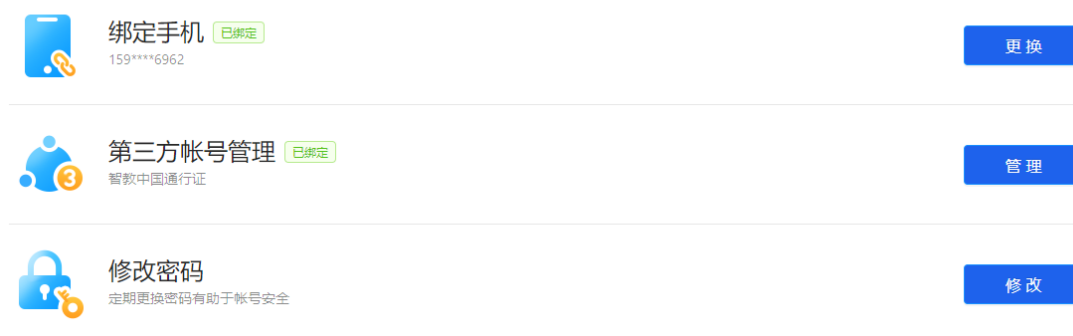 绑定手机 已绑定
159****6962
更换
第三方帐号管理 已绑定
智教中国通行证
管理
修改密码
定期更换密码有助于帐号安全
修改
3